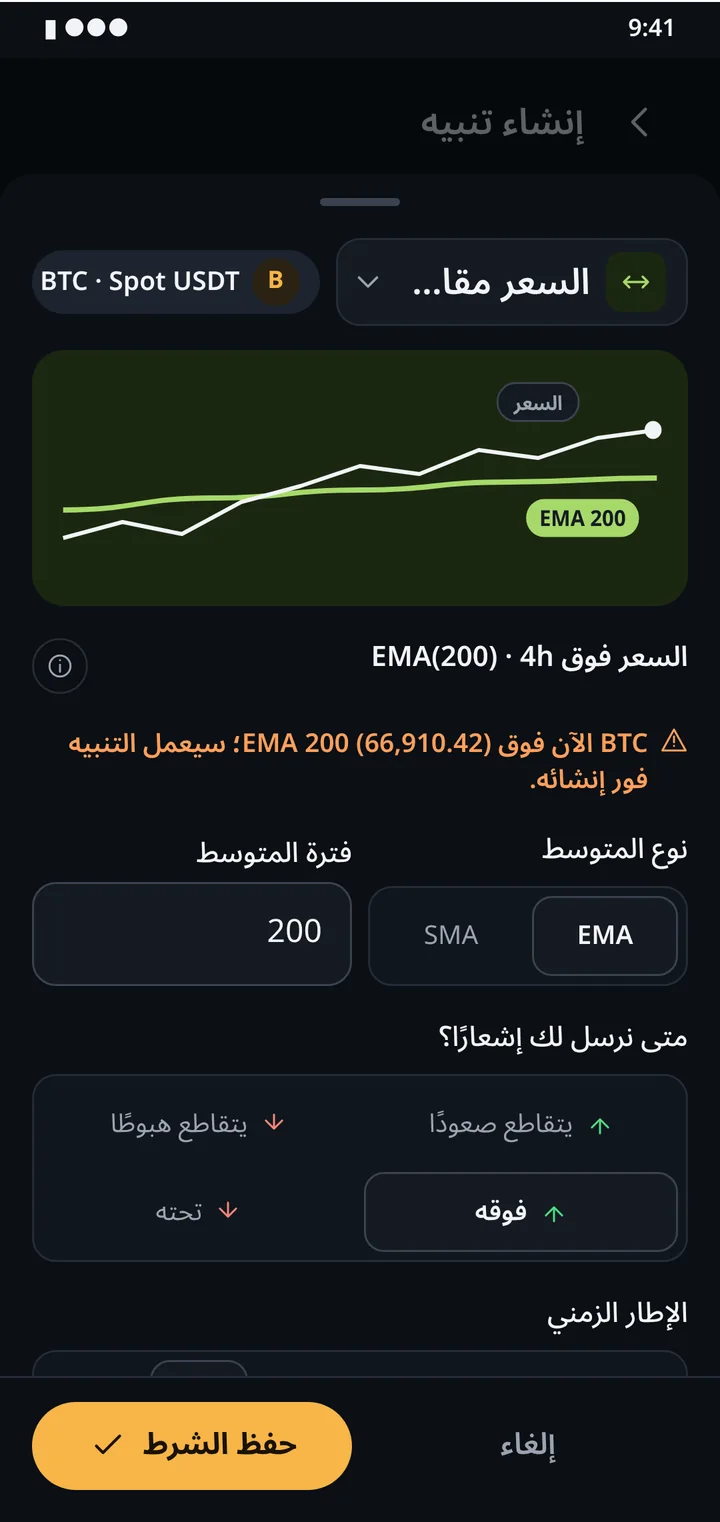 9:41
إنشاء تنبيه
السعر مقا...
B BTC · Spot USDT
السعر
EMA 200
السعر فوق EMA(200) · 4h
BTC الآن فوق EMA 200 (66,910.42)؛ سيعمل التنبيه
فور إنشائه.
نوع المتوسط
فترة المتوسط
EMA
SMA
200
متى نرسل لك إشعارًا؟
يتقاطع صعودًا
يتقاطع هبوطًا
فوقه
تحته
الإطار الزمني
إلغاء
حفظ الشرط